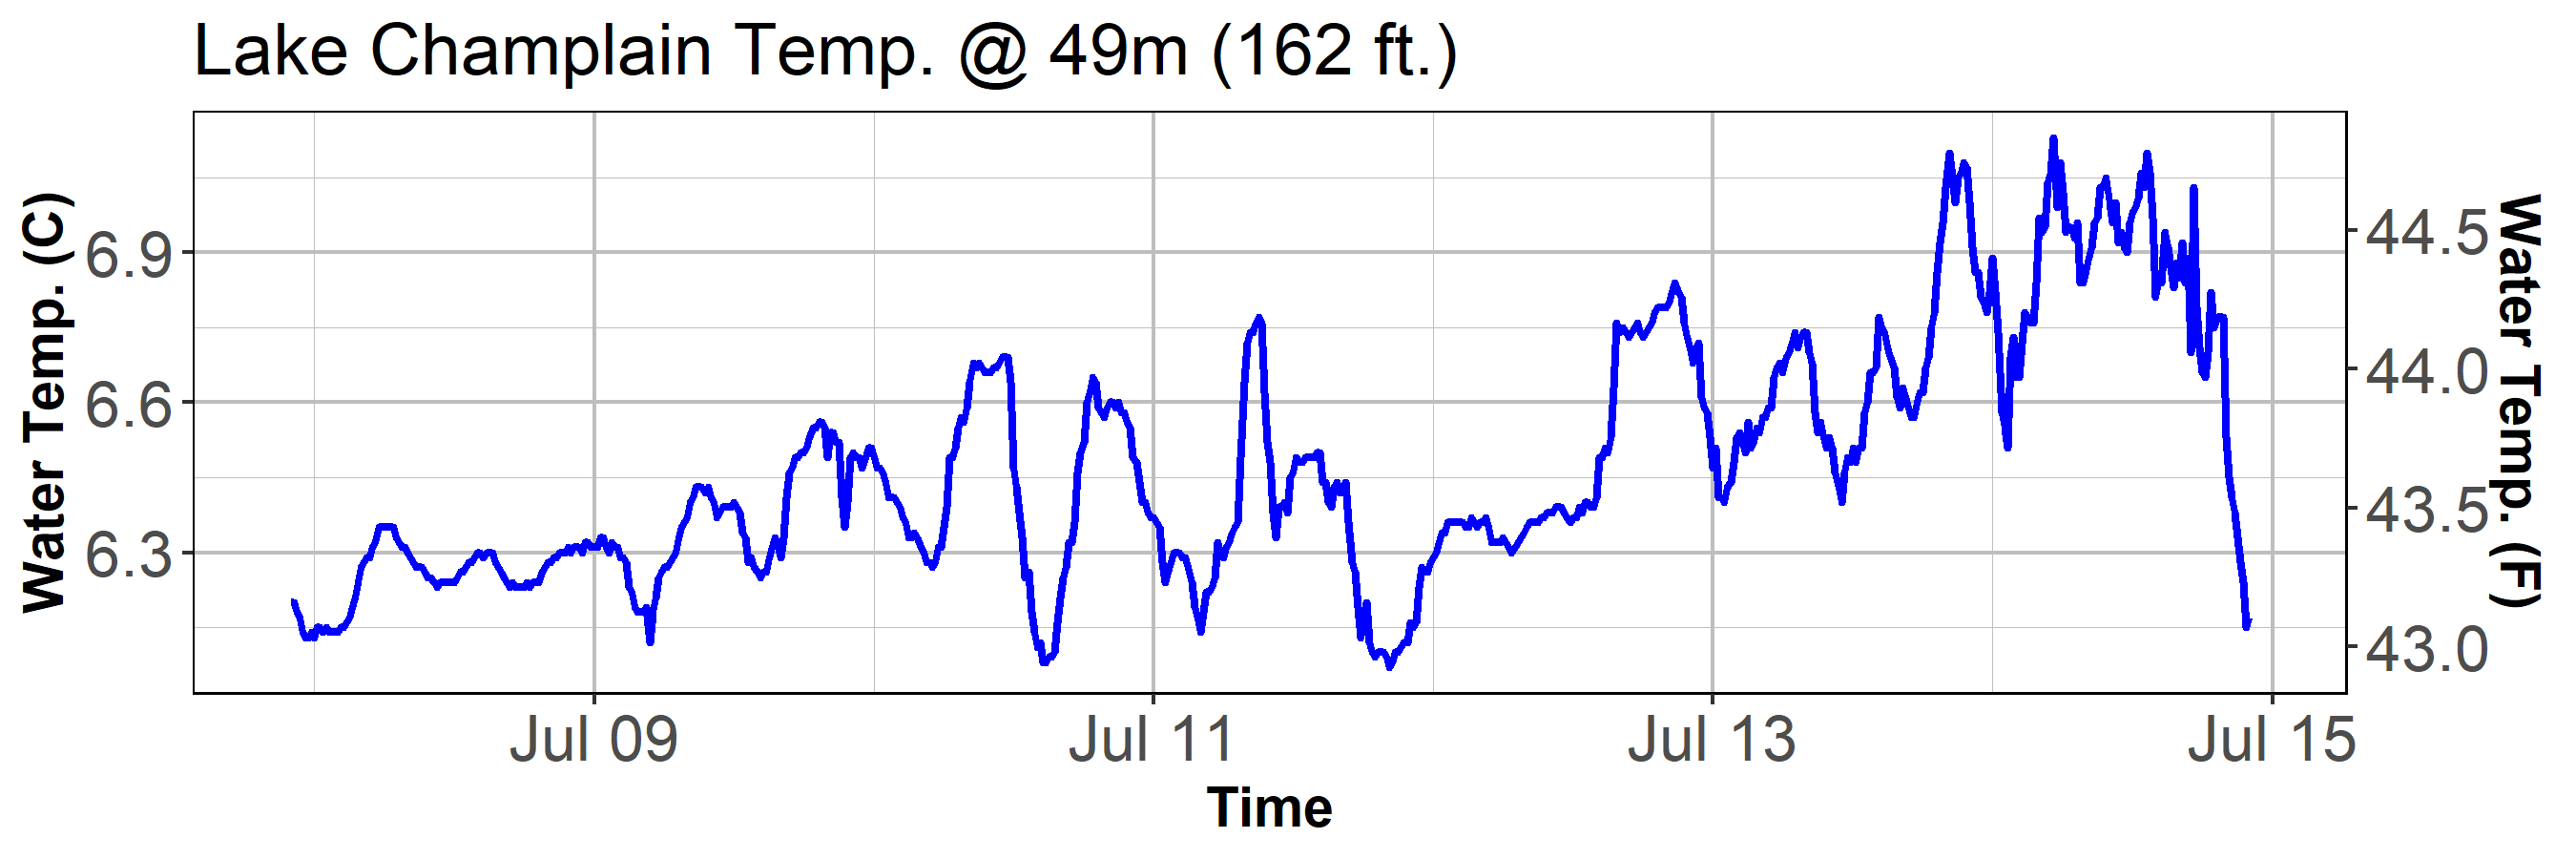 Lake Champlain Temp. @ 49m (162 ft.)
Water Temp. (C)
6.9
6.6
6.3
44.5
44.0
43.5
43.0
Water Temp. (F)
Jul 09 Jul 11 Jul 13 Jul 15
Time